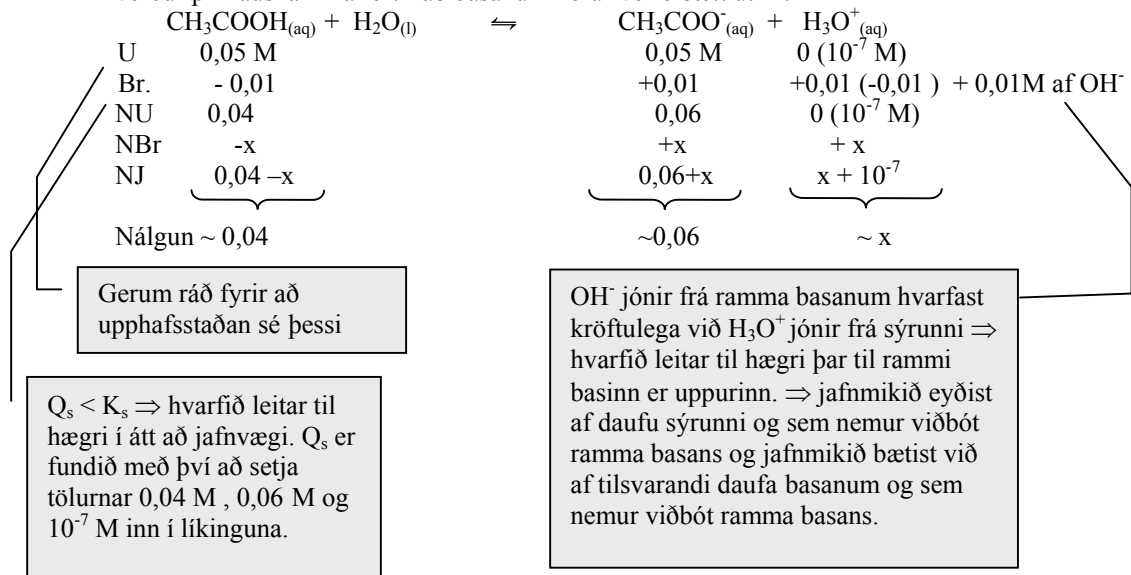 CH₃COOH(aq) + H₂O(l) ⇋ CH₃COO⁻(aq) + H₃O⁺(aq)
U 0,05 M 0,05 M 0 (10⁻⁷ M)
Br. - 0,01 +0,01 +0,01 (-0,01 ) + 0,01M af OH⁻
NU 0,04 0,06 0 (10⁻⁷ M)
NBr -x +x + x
NJ 0,04 –x 0,06+x x + 10⁻⁷
Nálgun ~ 0,04 ~0,06 ~ x
Gerum ráð fyrir að
upphafsstaðan sé þessi
Qₛ < Kₛ ⇒ hvarfið leitar til
hægri í átt að jafnvægi. Qₛ er
fundið með því að setja
tölurnar 0,04 M , 0,06 M og
10⁻⁷ M inn í líkinguna.
OH⁻ jónir frá ramma basanum hvarfast
kröftulega við H₃O⁺ jónir frá sýrunni ⇒
hvarfið leitar til hægri þar til rammi
basinn er uppurinn. ⇒ jafnmikið eyðist
af daufu sýrunni og sem nemur viðbót
ramma basans og jafnmikið bætist við
af tilsvarandi daufa basanum og sem
nemur viðbót ramma basans.